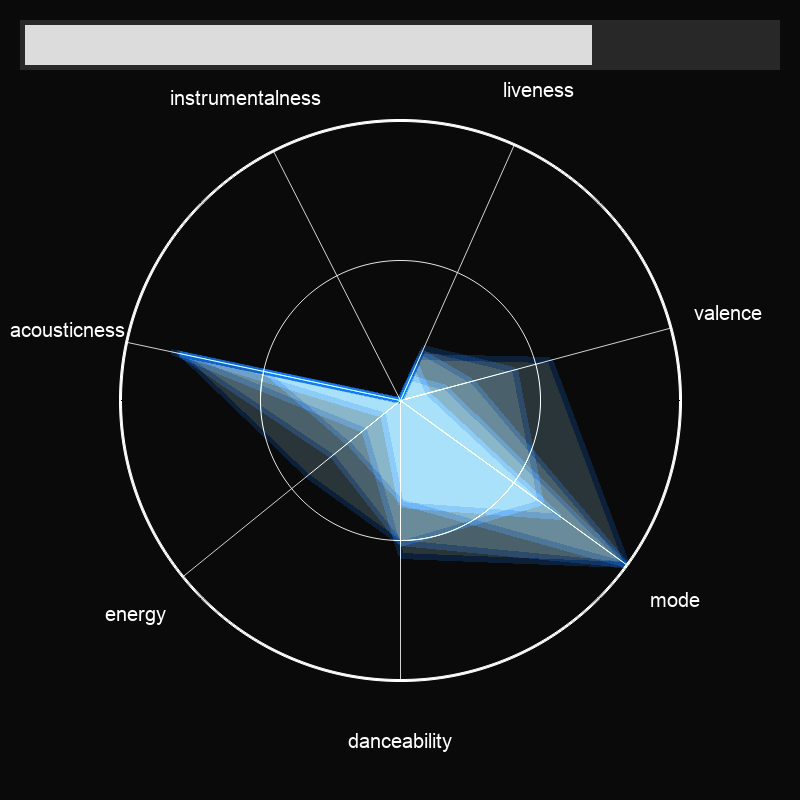 liveness
instrumentalness
valence
acousticness
mode
energy
danceability